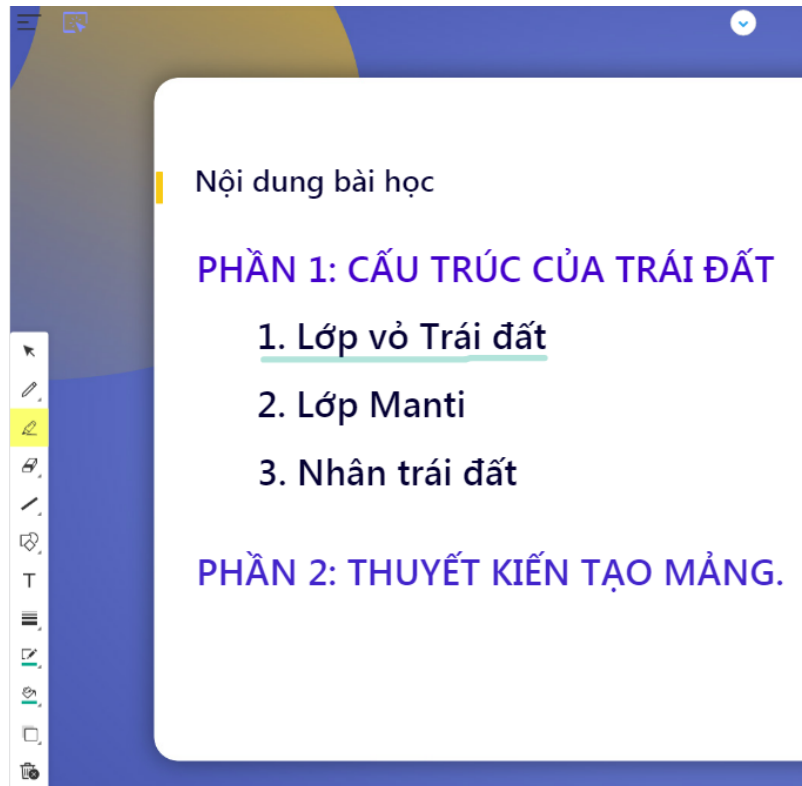 Nội dung bài học
PHẦN 1: CẤU TRÚC CỦA TRÁI ĐẤT
1. Lớp vỏ Trái đất
2. Lớp Manti
3. Nhân trái đất
PHẦN 2: THUYẾT KIẾN TẠO MẢNG.
T